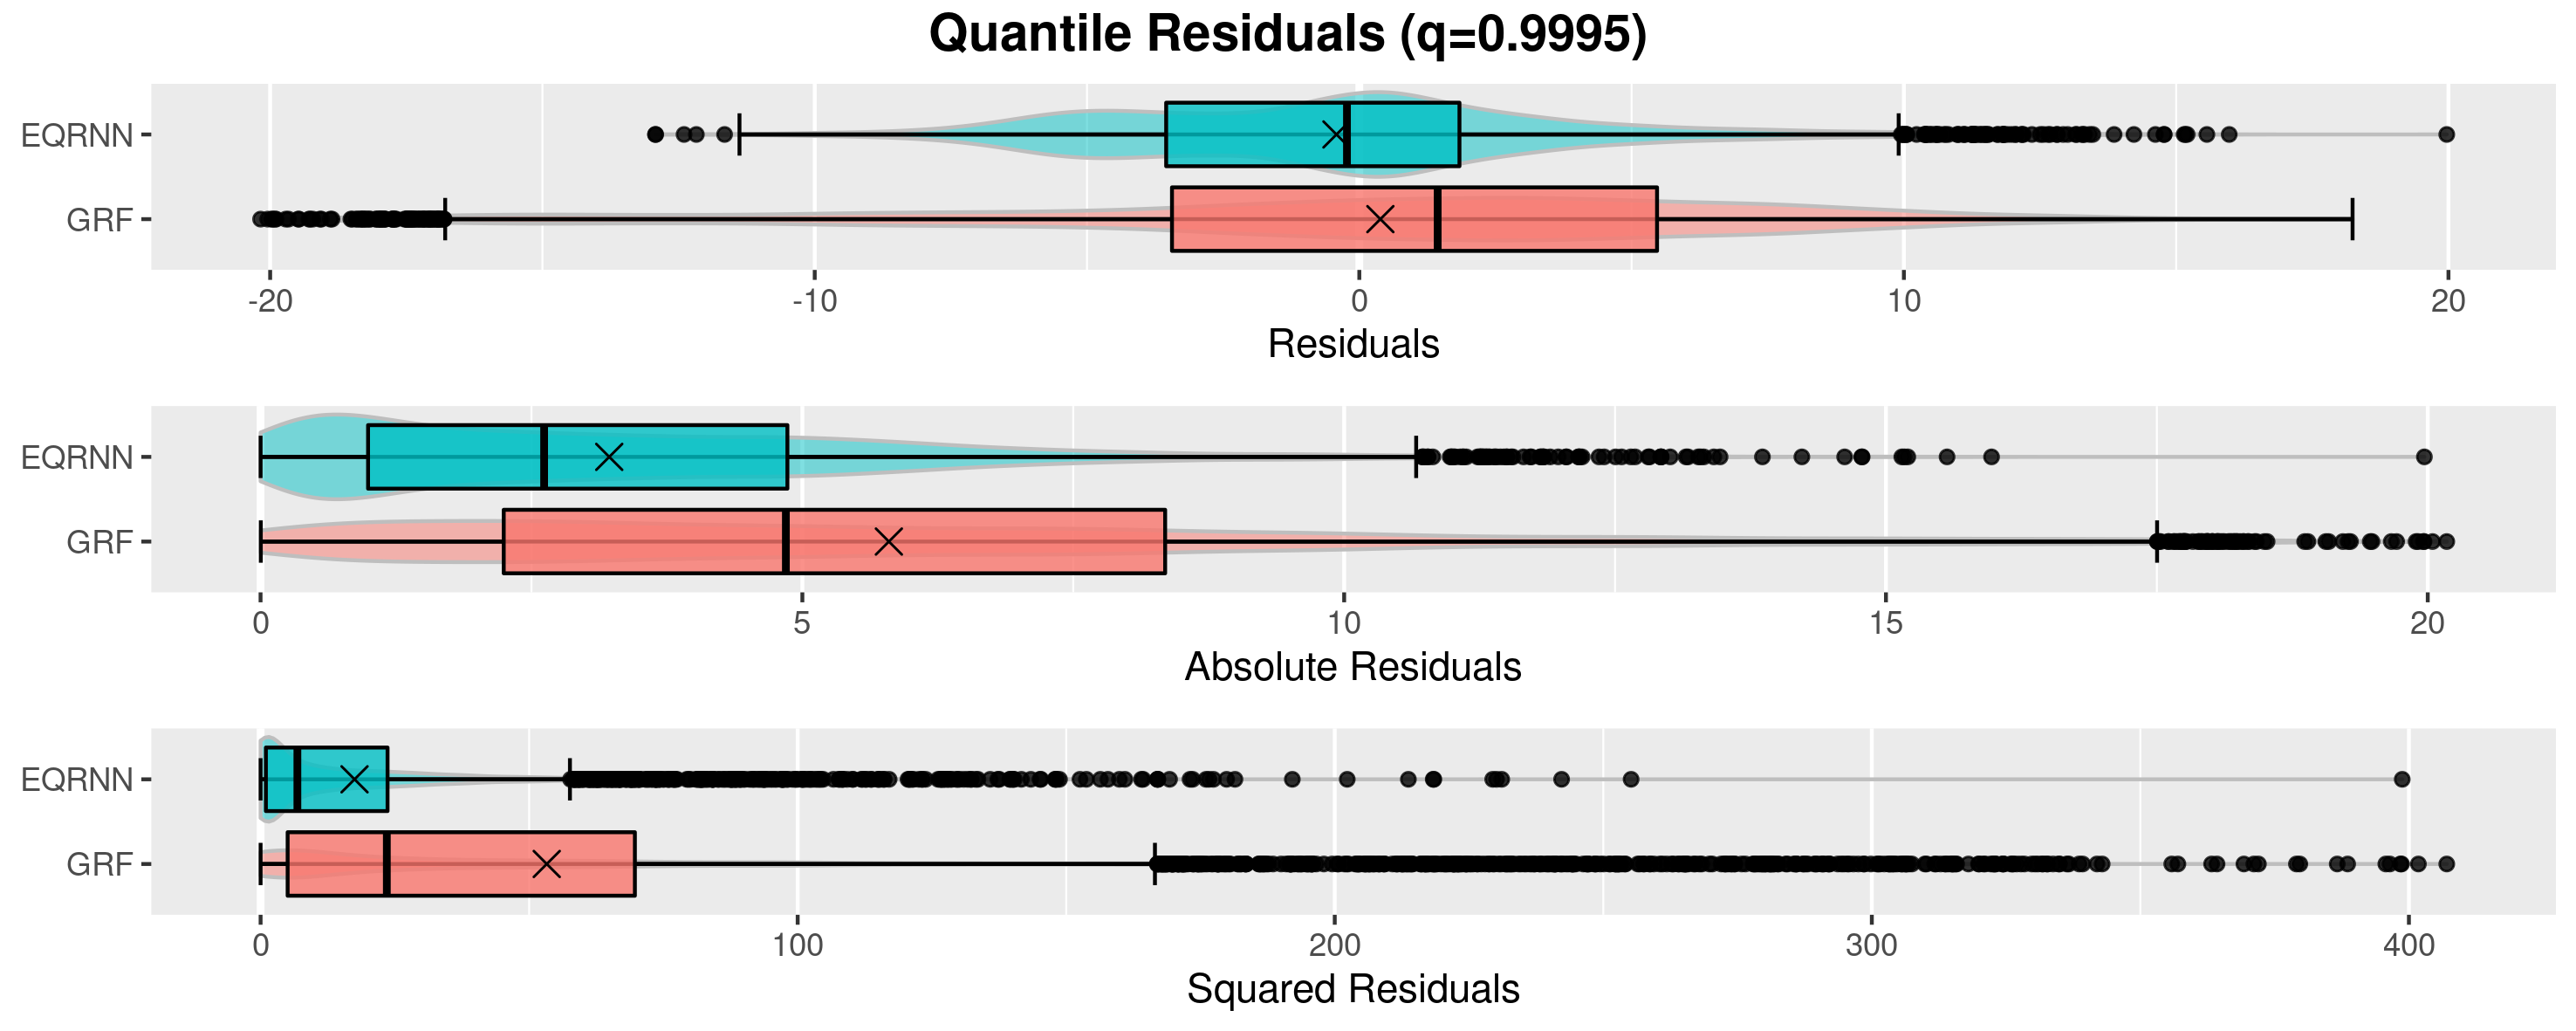 Quantile Residuals (q=0.9995)
EQRNN
GRF
-20 -10 0 10 20
Residuals
EQRNN
GRF
0 5 10 15 20
Absolute Residuals
EQRNN
GRF
0 100 200 300 400
Squared Residuals